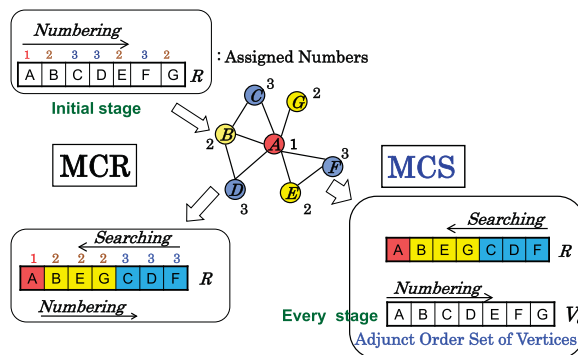 Numbering
1 2 3 3 2 3 2
A B C D E F G R
: Assigned Numbers
Initial stage
C 3
G 2
B 2
A 1
F 3
D 3
E 2
MCR
MCS
Searching
1 2 2 2 3 3 3
A B E G C D F R
Numbering
Searching
A B E G C D F R
Numbering
Every stage
A B C D E F G
Adjunct Order Set of Vertices